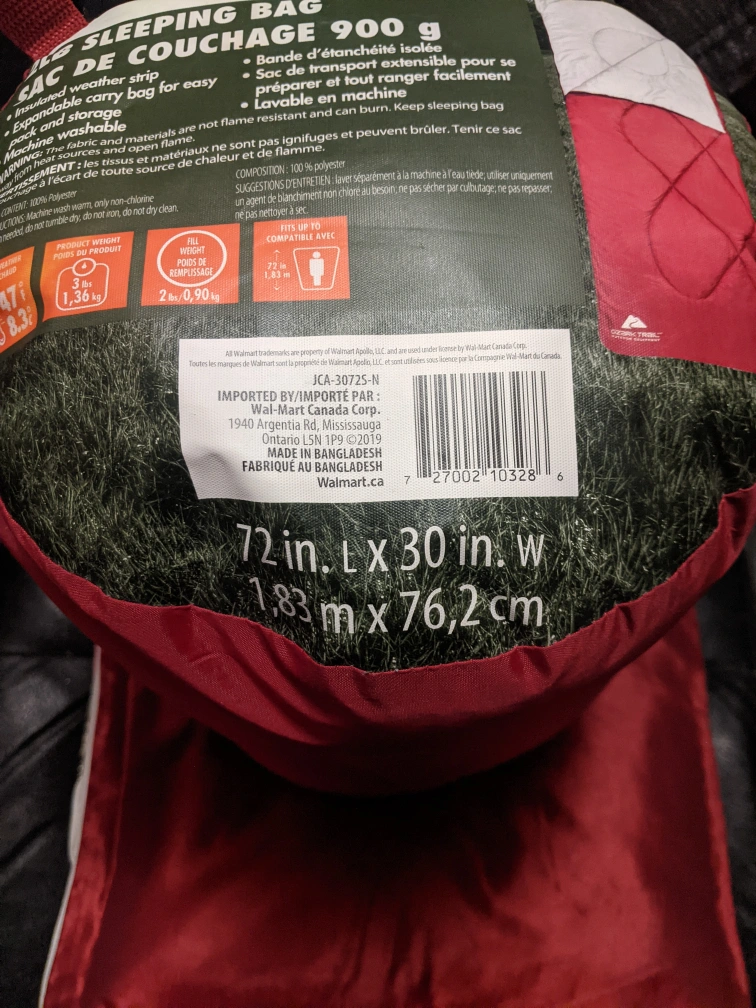 SLEEPING BAG
SAC DE COUCHAGE 900 g
• Insulated weather strip
• Expandable carry bag for easy
pack and storage
Machine washable
• Bande d'étanchéité isolée
• Sac de transport extensible pour se
préparer et tout ranger facilement
• Lavable en machine
WARNING: The fabric and materials are not flame resistant and can burn. Keep sleeping bag
away from heat sources and open flame.
AVERTISSEMENT : les tissus et matériaux ne sont pas ignifuges et peuvent brûler. Tenir ce sac
couchage à l'écart de toute source de chaleur et de flamme.
CONTENT: 100% Polyester
Machine wash warm, only non-chlorine
needed, do not tumble dry, do not iron, do not dry clean.
COMPOSITION : 100 % polyester
SUGGESTIONS D'ENTRETIEN : laver séparément à la machine à l'eau tiède; utiliser uniquement
un agent de blanchiment non chloré au besoin; ne pas sécher par culbutage; ne pas repasser;
ne pas nettoyer à sec.
47°F
8.3°
PRODUCT WEIGHT
POIDS DU PRODUIT
3 lbs
1,36 kg
FILL
WEIGHT
POIDS DE
REMPLISSAGE
2 lbs/0,90 kg
FITS UP TO
COMPATIBLE AVEC
72 in
1,83 m
OZARK TRAIL
OUTDOOR EQUIPMENT
All Walmart trademarks are property of Walmart Apollo, LLC and are used under license by Wal-Mart Canada Corp.
Toutes les marques de Walmart sont la propriété de Walmart Apollo, LLC. et sont utilisées sous licence par la Compagnie Wal-Mart du Canada.
JCA-30725-N
IMPORTED BY/IMPORTÉ PAR :
Wal-Mart Canada Corp.
1940 Argentia Rd, Mississauga
Ontario L5N 1P9 ©2019
MADE IN BANGLADESH
FABRIQUÉ AU BANGLADESH
Walmart.ca
7 27002 10328 6
72 in. L X 30 in. W
1,83 m x 76,2 cm